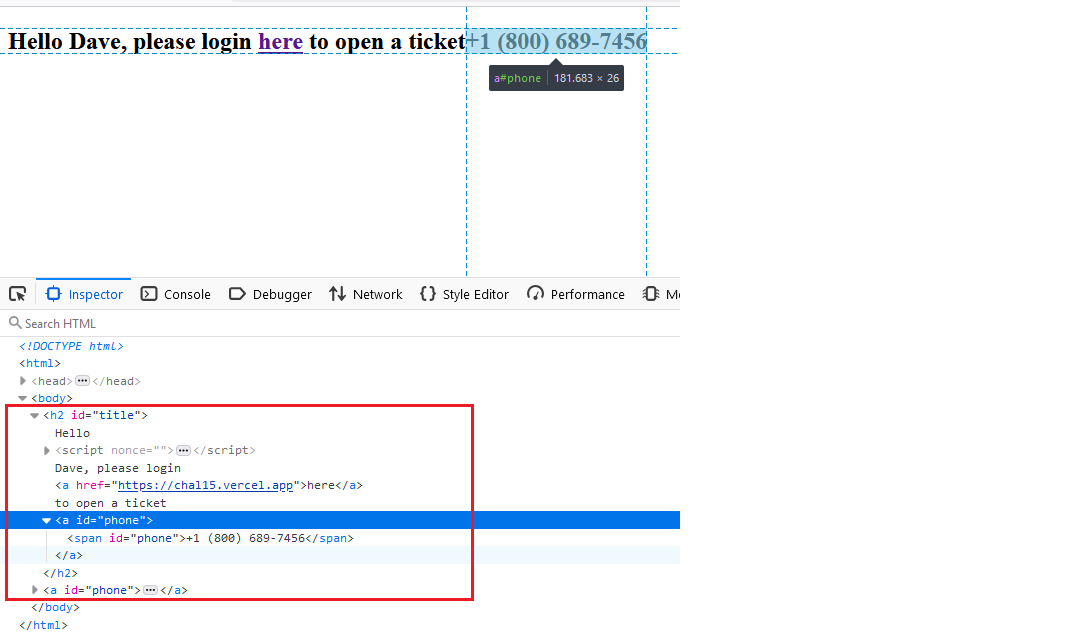 Hello Dave, please login here to open a ticket+1 (800) 689-7456
a#phone 181.683 × 26
Inspector Console Debugger Network Style Editor Performance
Search HTML
<!DOCTYPE html>
<html>
<head></head>
<body>
<h2 id="title">
Hello
<script nonce=""></script>
Dave, please login
<a href="https://chal15.vercel.app">here</a>
to open a ticket
<a id="phone">
<span id="phone">+1 (800) 689-7456</span>
</a>
</h2>
<a id="phone"></a>
</body>
</html>